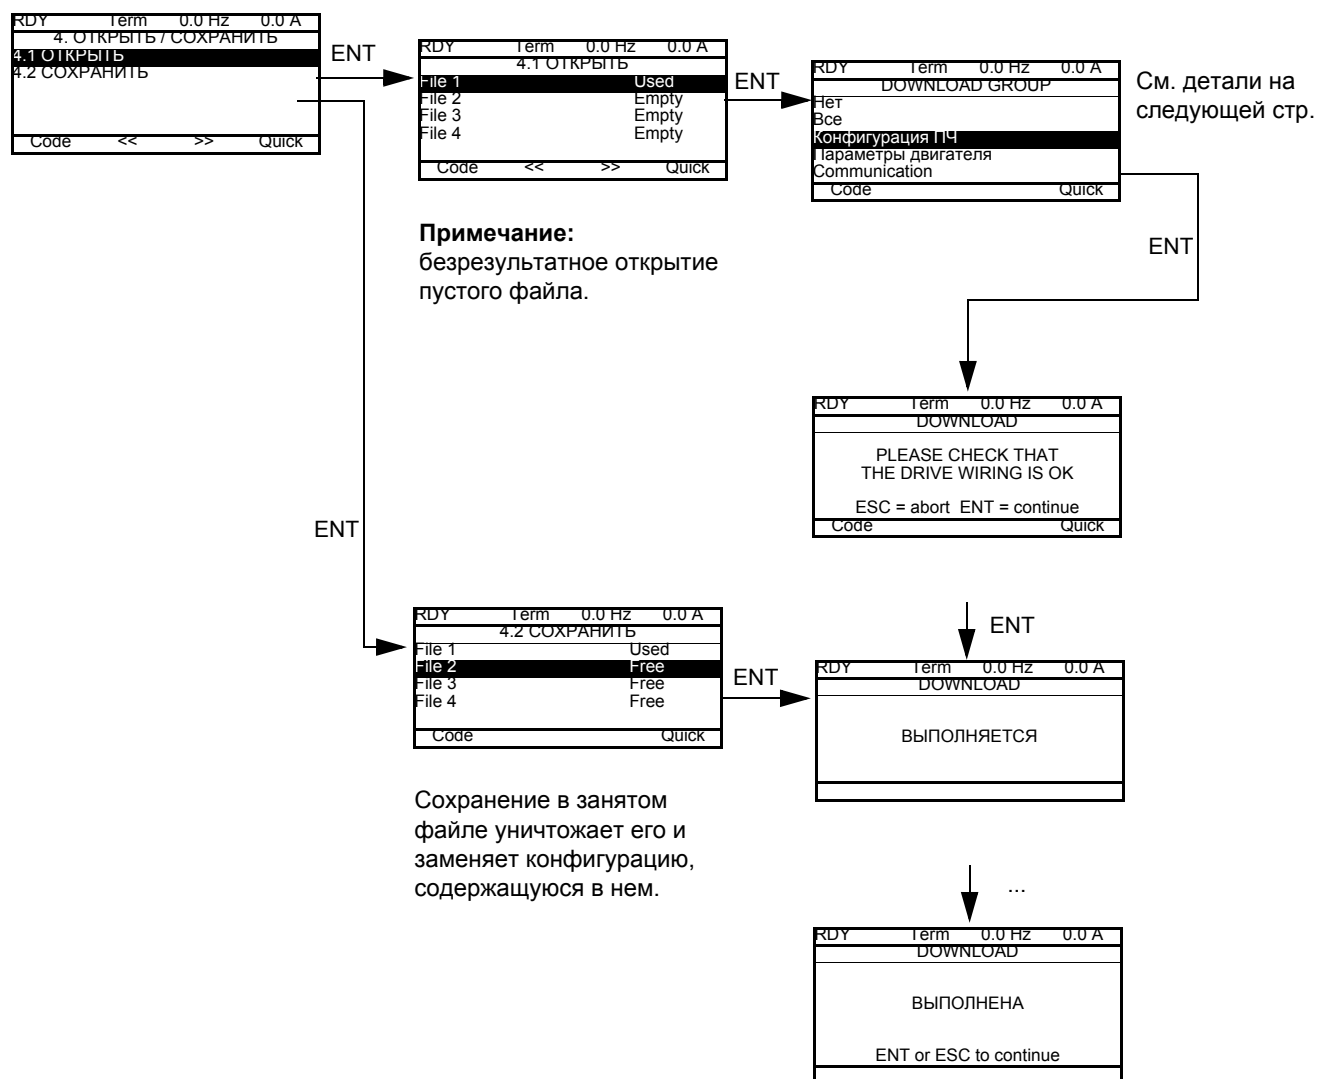 RDY Term 0.0 Hz 0.0 A
4. ОТКРЫТЬ / СОХРАНИТЬ
4.1 ОТКРЫТЬ
4.2 СОХРАНИТЬ
Code << >> Quick
ENT
RDY Term 0.0 Hz 0.0 A
4.1 ОТКРЫТЬ
File 1 Used
File 2 Empty
File 3 Empty
File 4 Empty
Code << >> Quick
ENT
RDY Term 0.0 Hz 0.0 A
DOWNLOAD GROUP
Нет
Все
Конфигурация ПЧ
Параметры двигателя
Communication
Code Quick
См. детали на
следующей стр.
Примечание:
безрезультатное открытие
пустого файла.
ENT
RDY Term 0.0 Hz 0.0 A
DOWNLOAD
PLEASE CHECK THAT
THE DRIVE WIRING IS OK
ESC = abort ENT = continue
Code Quick
ENT
ENT
RDY Term 0.0 Hz 0.0 A
4.2 СОХРАНИТЬ
File 1 Used
File 2 Free
File 3 Free
File 4 Free
Code Quick
ENT
RDY Term 0.0 Hz 0.0 A
DOWNLOAD
ВЫПОЛНЯЕТСЯ
Сохранение в занятом
файле уничтожает его и
заменяет конфигурацию,
содержащуюся в нем.
...
RDY Term 0.0 Hz 0.0 A
DOWNLOAD
ВЫПОЛНЕНА
ENT or ESC to continue